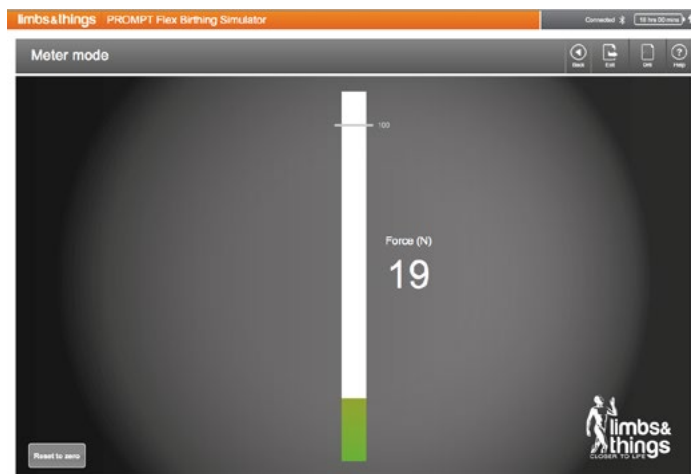 limbs&things PROMPT Flex Birthing Simulator
Connected
Meter mode
Back
Exit
Help
100
Force (N)
19
Reset to zero
limbs&
things
CLOSER TO LIFE